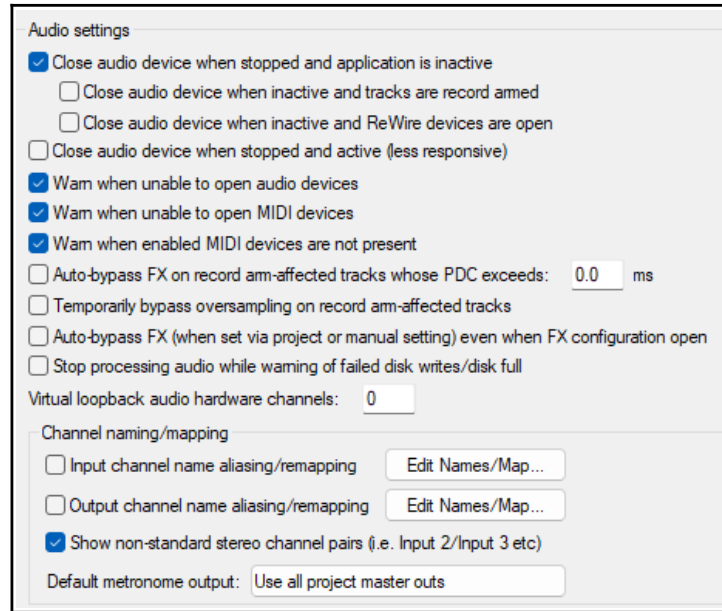 Audio settings
Close audio device when stopped and application is inactive
Close audio device when inactive and tracks are record armed
Close audio device when inactive and ReWire devices are open
Close audio device when stopped and active (less responsive)
Warn when unable to open audio devices
Warn when unable to open MIDI devices
Warn when enabled MIDI devices are not present
Auto-bypass FX on record arm-affected tracks whose PDC exceeds: 0.0 ms
Temporarily bypass oversampling on record arm-affected tracks
Auto-bypass FX (when set via project or manual setting) even when FX configuration open
Stop processing audio while warning of failed disk writes/disk full
Virtual loopback audio hardware channels: 0
Channel naming/mapping
Input channel name aliasing/remapping Edit Names/Map...
Output channel name aliasing/remapping Edit Names/Map...
Show non-standard stereo channel pairs (i.e. Input 2/Input 3 etc)
Default metronome output: Use all project master outs